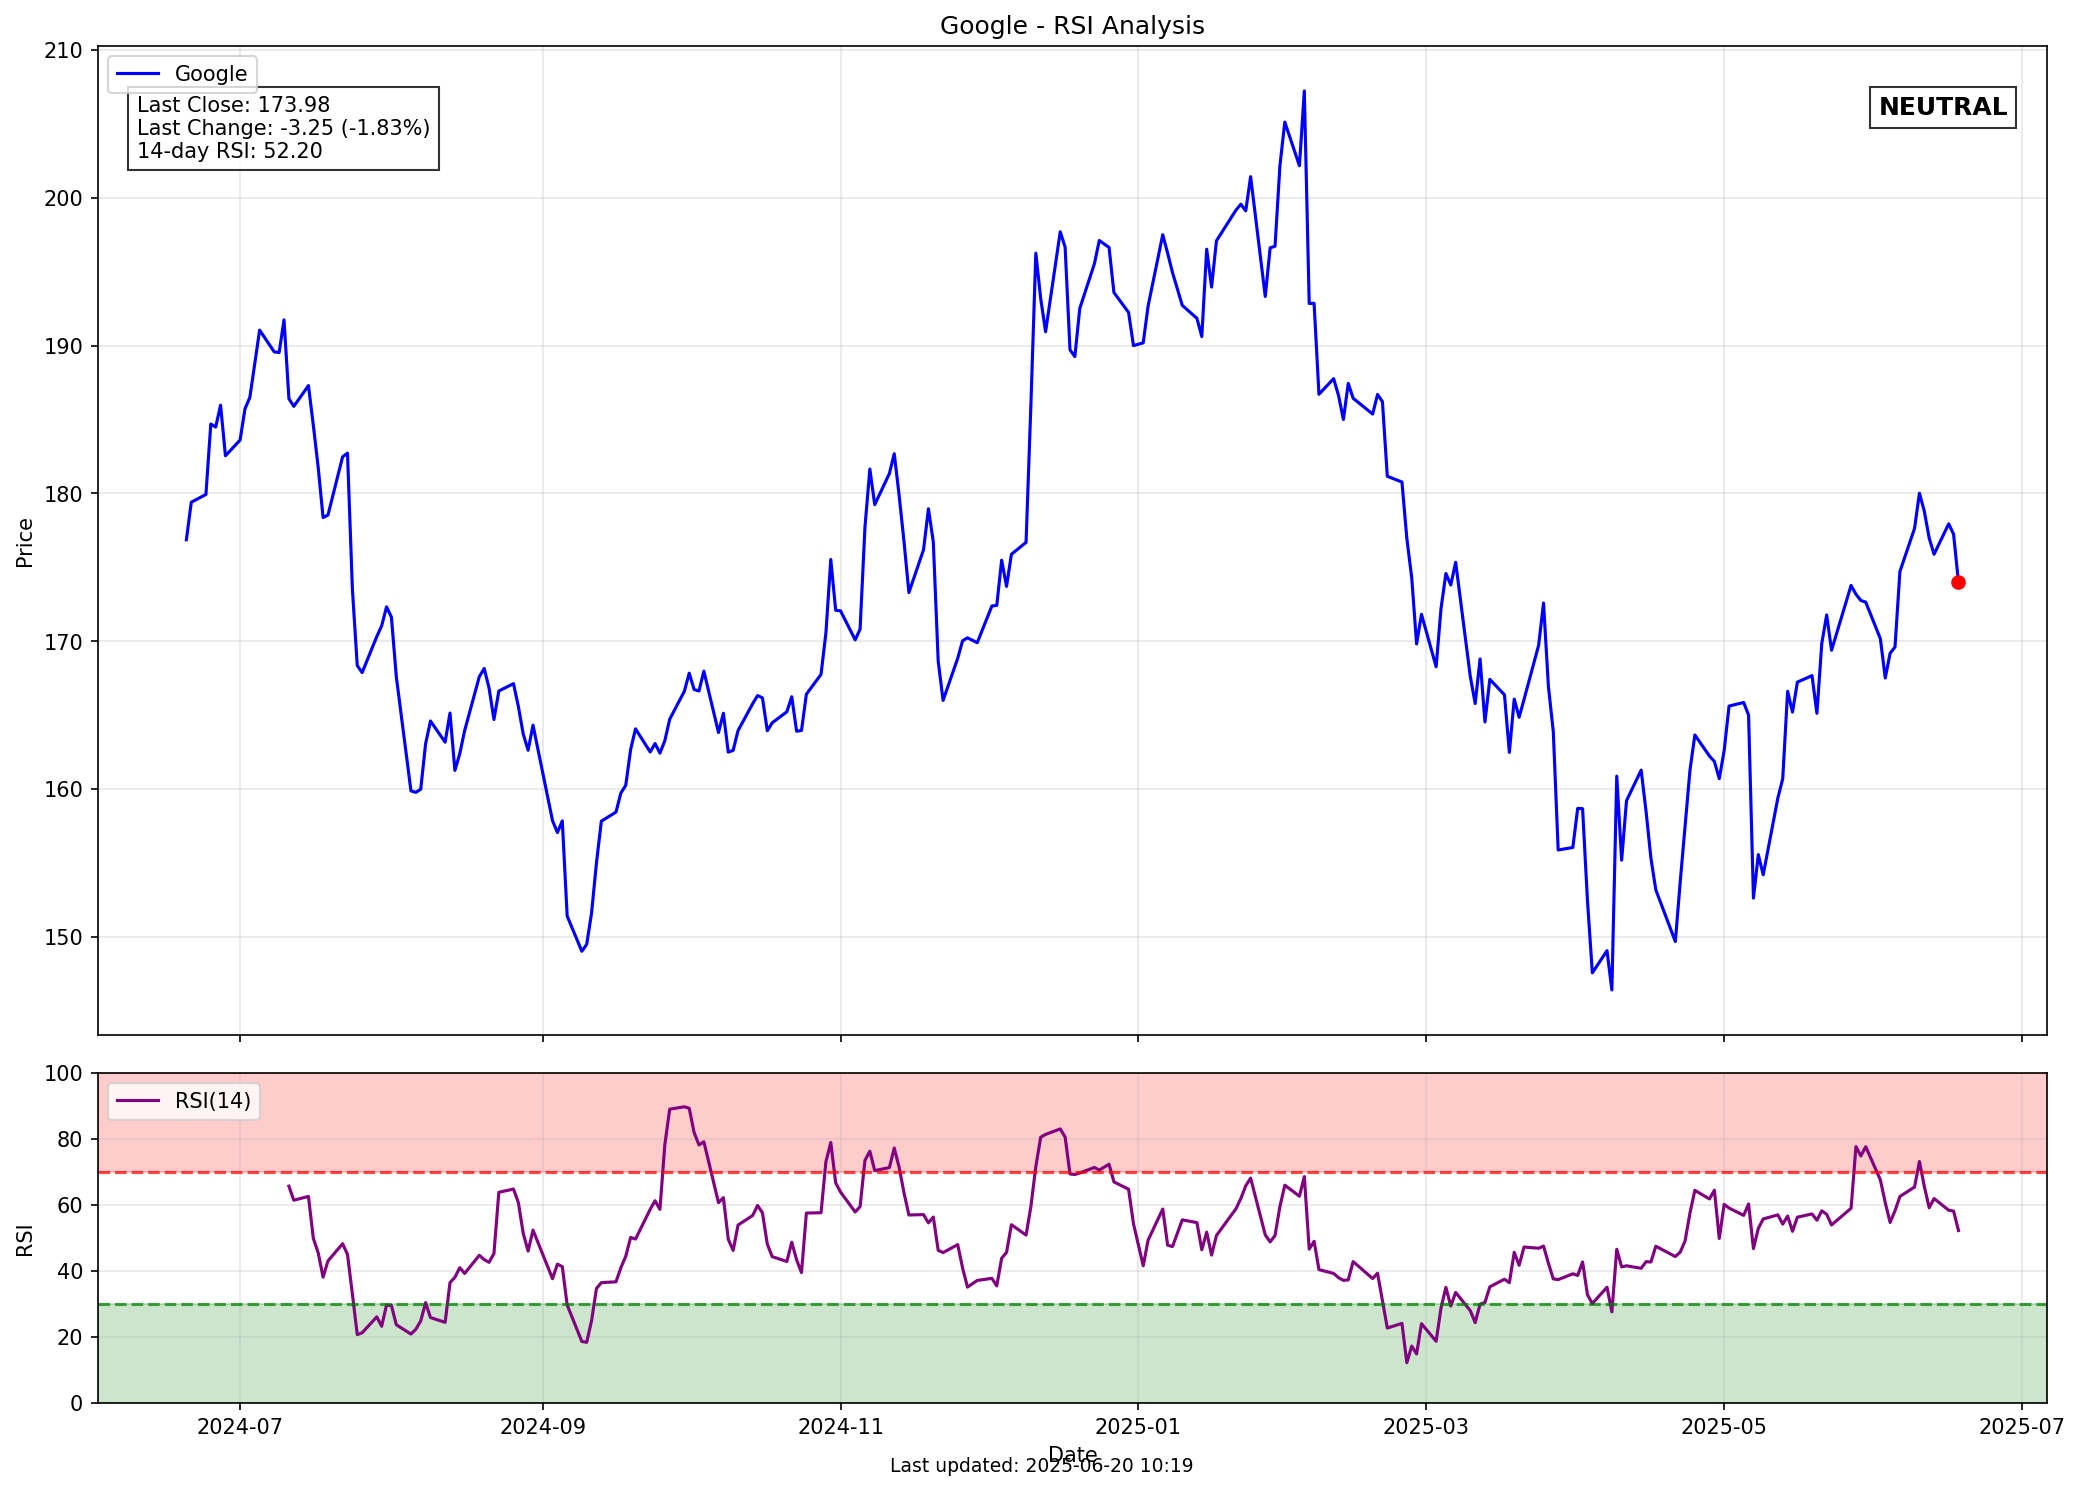 Google - RSI Analysis
Google
Last Close: 173.98
Last Change: -3.25 (-1.83%)
14-day RSI: 52.20
NEUTRAL
210
200
190
180
170
160
150
Price
RSI(14)
100
80
60
40
20
0
RSI
2024-07
2024-09
2024-11
2025-01
2025-03
2025-05
2025-07
Date
Last updated: 2025-06-20 10:19